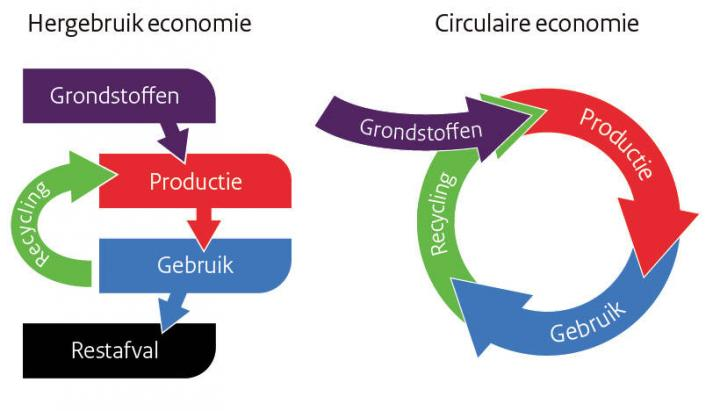 Hergebruik economie
Grondstoffen
Productie
Recycling
Gebruik
Restafval
Circulaire economie
Grondstoffen
Productie
Recycling
Gebruik